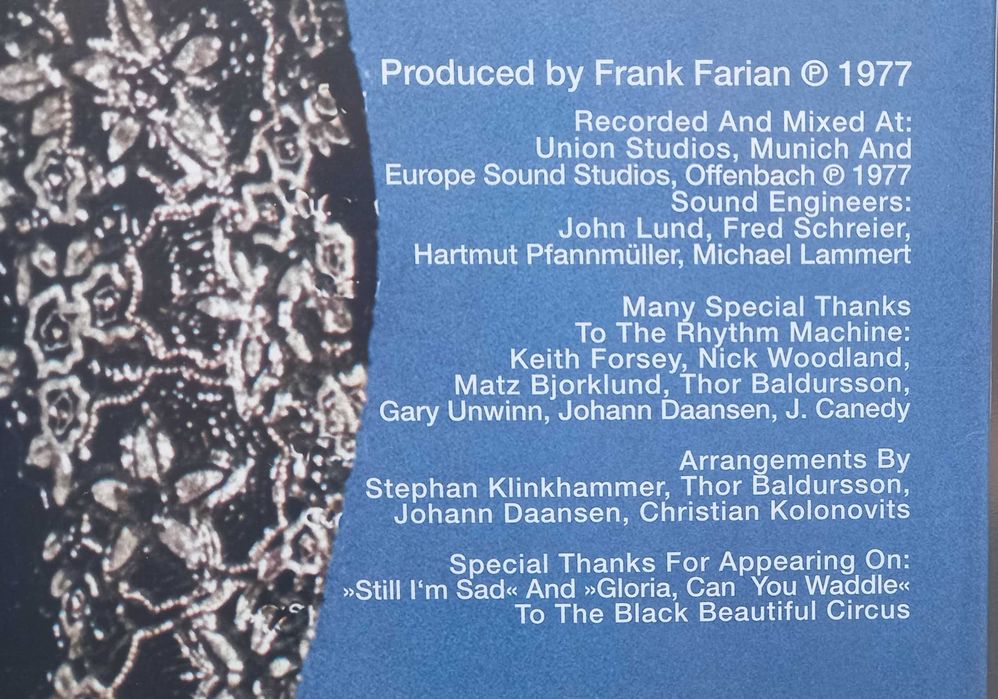 Produced by Frank Farian ℗ 1977
Recorded And Mixed At:
Union Studios, Munich And
Europe Sound Studios, Offenbach ℗ 1977
Sound Engineers:
John Lund, Fred Schreier,
Hartmut Pfannmüller, Michael Lammert
Many Special Thanks
To The Rhythm Machine:
Keith Forsey, Nick Woodland,
Matz Bjorklund, Thor Baldursson,
Gary Unwinn, Johann Daansen, J. Canedy
Arrangements By
Stephan Klinkhammer, Thor Baldursson,
Johann Daansen, Christian Kolonovits
Special Thanks For Appearing On:
»Still I‘m Sad« And »Gloria, Can You Waddle«
To The Black Beautiful Circus